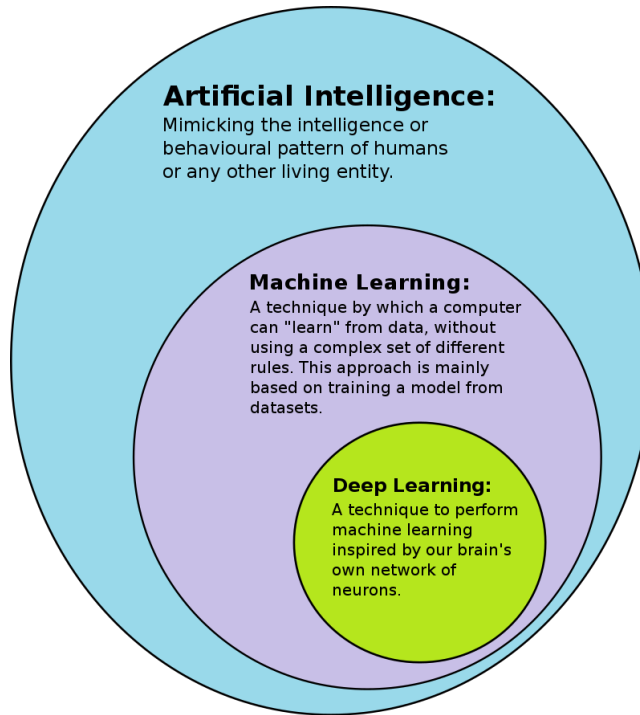 Artificial Intelligence:
Mimicking the intelligence or
behavioural pattern of humans
or any other living entity.
Machine Learning:
A technique by which a computer
can "learn" from data, without
using a complex set of different
rules. This approach is mainly
based on training a model from
datasets.
Deep Learning:
A technique to perform
machine learning
inspired by our brain's
own network of
neurons.